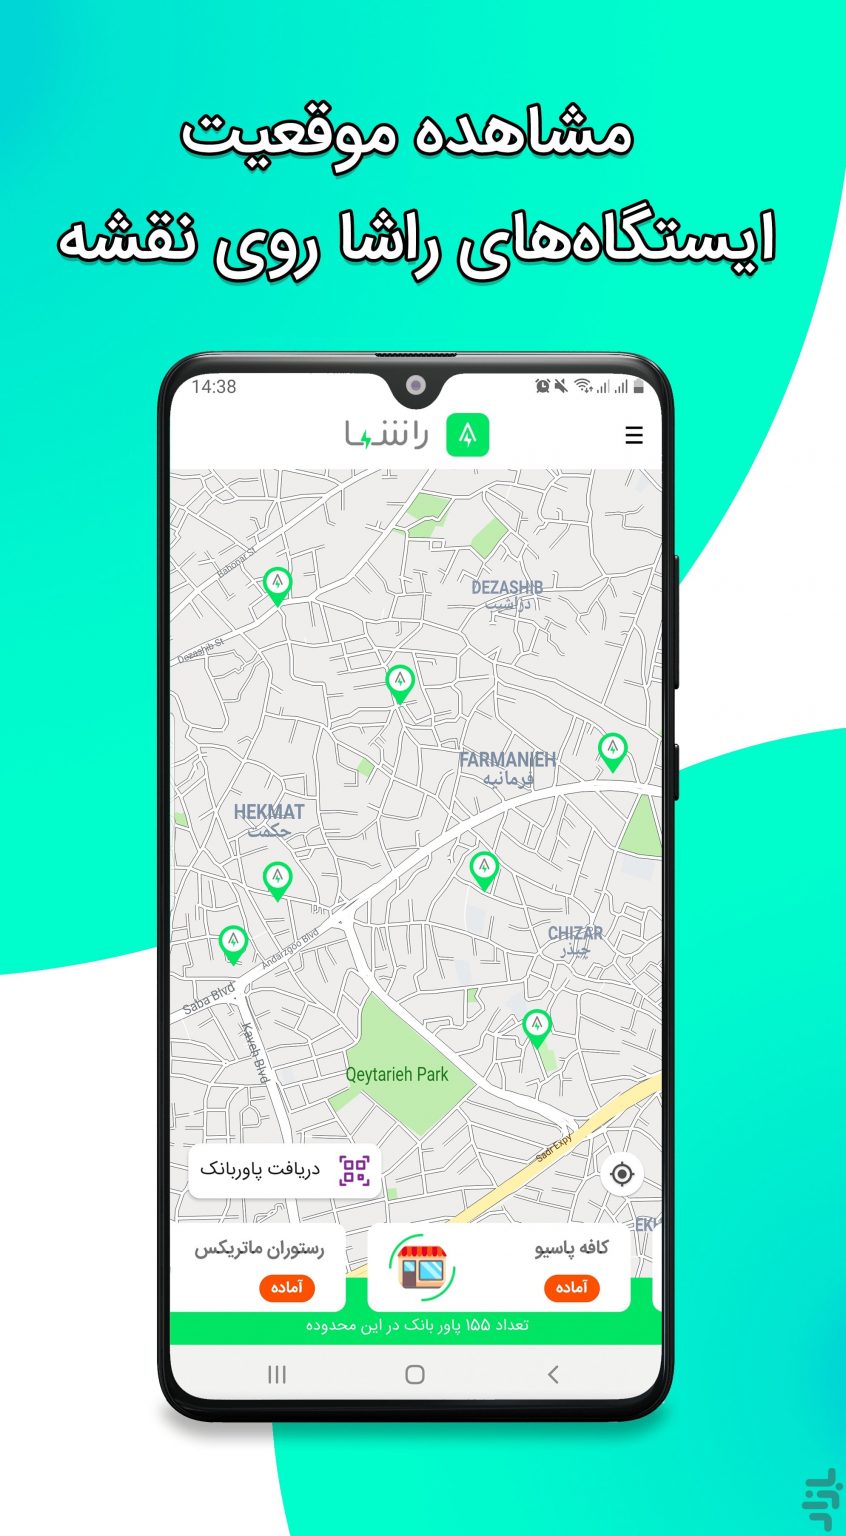 مشاهده موقعیت
ایستگاه‌های راشا روی نقشه
14:38
راشا
Dezashib St
DEZASHIB
دزاشیب
FARMANIEH
فرمانیه
HEKMAT
حکمت
CHIZAR
چیذر
Andarzgoo Blvd
Saba Blvd
Kaveh Blvd
Qeytarieh Park
Sadr Expy
دریافت پاوربانک
کافه پاسیو
آماده
رستوران ماتریکس
آماده
تعداد ۱۵۵ پاور بانک در این محدوده
بازار